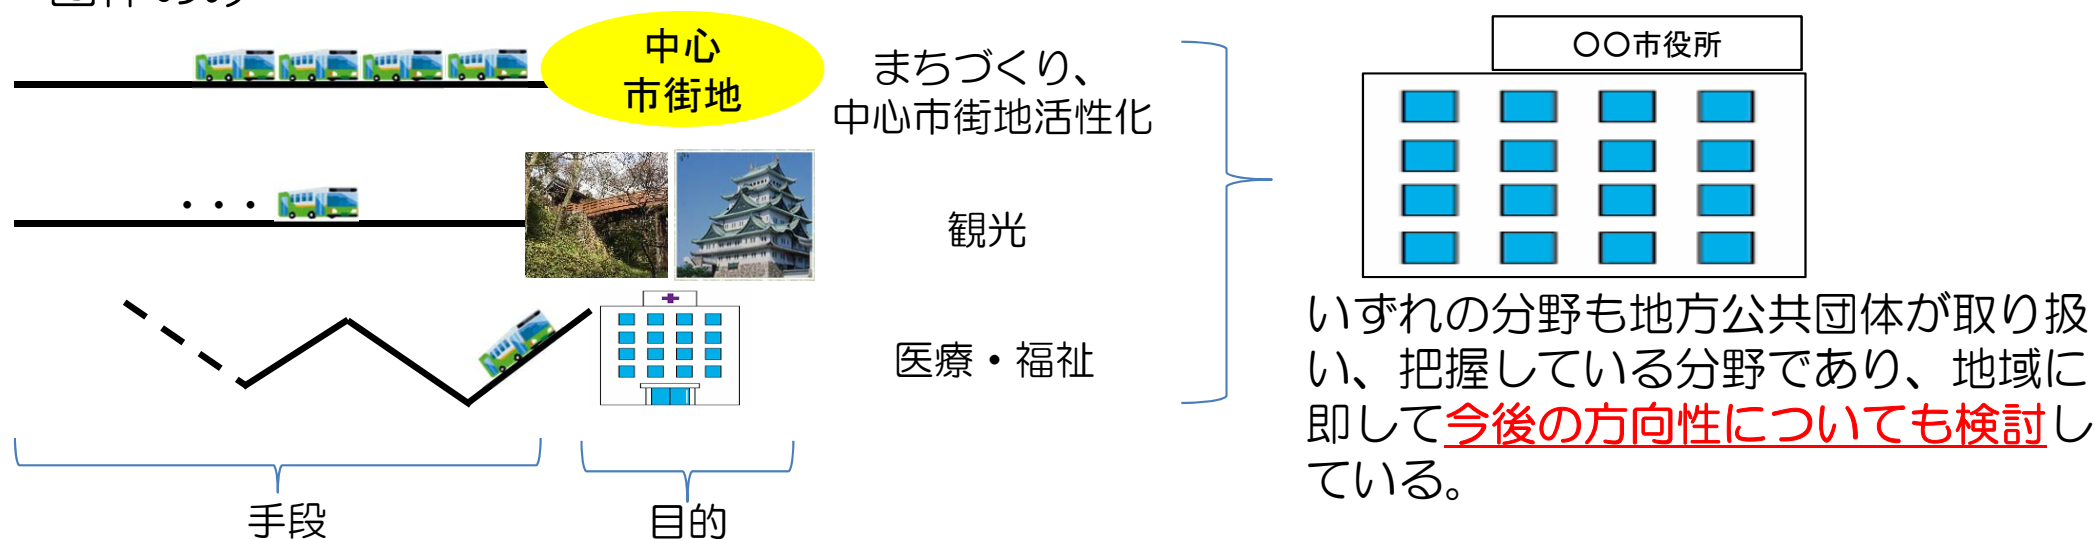 中心
市街地
まちづくり、
中心市街地活性化
・・・
観光
医療・福祉
手段
目的
〇〇市役所
いずれの分野も地方公共団体が取り扱
い、把握している分野であり、地域に
即して今後の方向性についても検討し
ている。